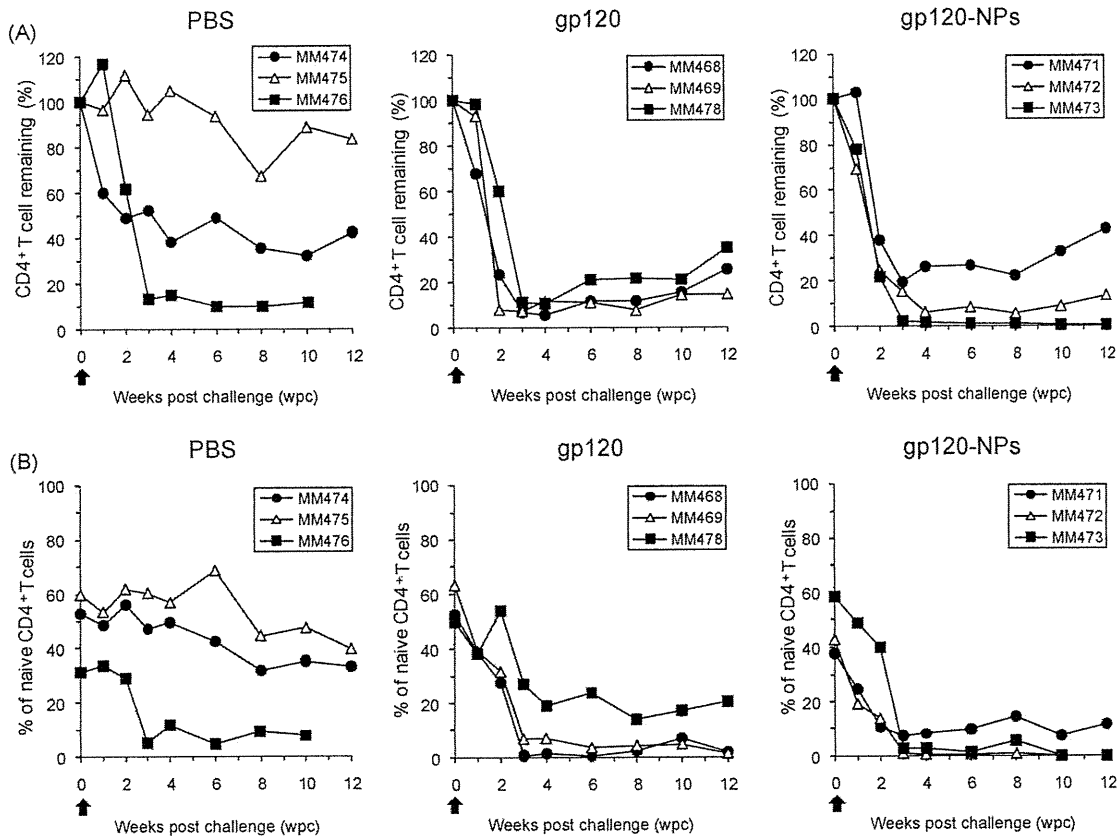 (A)
PBS
gp120
gp120-NPs
CD4+ T cell remaining (%)
120
100
80
60
40
20
0
MM474
MM475
MM476
0 2 4 6 8 10 12
Weeks post challenge (wpc)
CD4+ T cell remaining (%)
120
100
80
60
40
20
0
MM468
MM469
MM478
0 2 4 6 8 10 12
Weeks post challenge (wpc)
CD4+ T cell remaining (%)
120
100
80
60
40
20
0
MM471
MM472
MM473
0 2 4 6 8 10 12
Weeks post challenge (wpc)
(B)
PBS
gp120
gp120-NPs
% of naive CD4+T cells
100
80
60
40
20
0
MM474
MM475
MM476
0 2 4 6 8 10 12
Weeks post challenge (wpc)
% of naive CD4+T cells
100
80
60
40
20
0
MM468
MM469
MM478
0 2 4 6 8 10 12
Weeks post challenge (wpc)
% of naive CD4+T cells
100
80
60
40
20
0
MM471
MM472
MM473
0 2 4 6 8 10 12
Weeks post challenge (wpc)